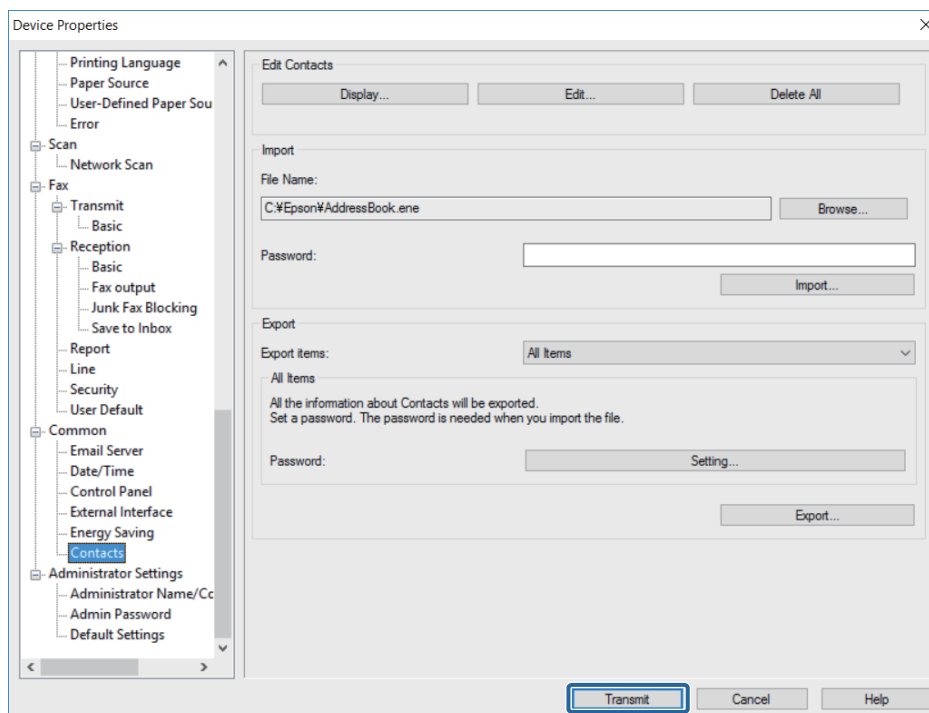 Device Properties
Printing Language
Paper Source
User-Defined Paper Sou
Error
Scan
Network Scan
Fax
Transmit
Basic
Reception
Basic
Fax output
Junk Fax Blocking
Save to Inbox
Report
Line
Security
User Default
Common
Email Server
Date/Time
Control Panel
External Interface
Energy Saving
Contacts
Administrator Settings
Administrator Name/Co
Admin Password
Default Settings
Edit Contacts
Display... Edit... Delete All
Import
File Name:
C:¥Epson¥AddressBook.ene Browse...
Password:
Import...
Export
Export items: All Items
All Items
All the information about Contacts will be exported.
Set a password. The password is needed when you import the file.
Password: Setting...
Export...
Transmit Cancel Help